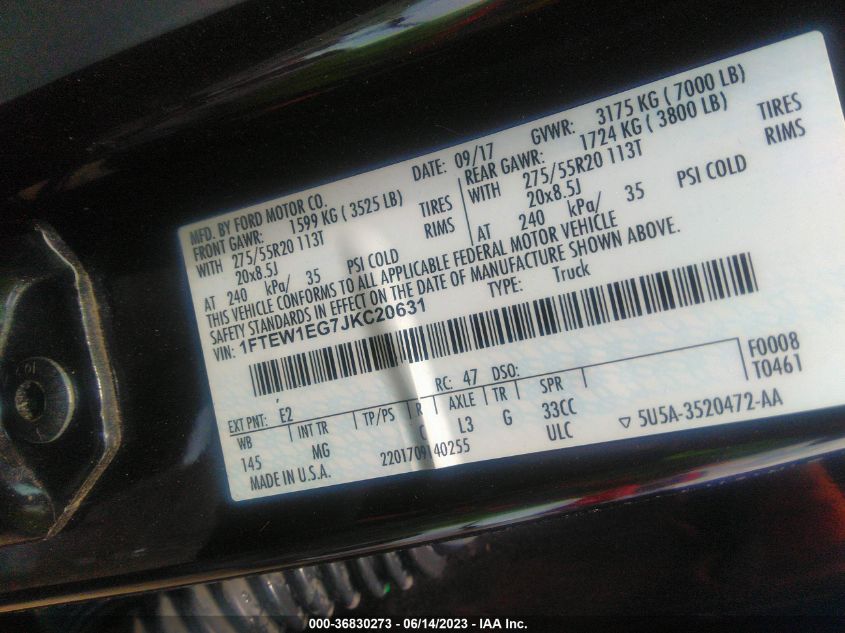 MFD. BY FORD MOTOR CO.
DATE: 09/17 GVWR: 3175 KG ( 7000 LB)
FRONT GAWR: 1599 KG ( 3525 LB) REAR GAWR: 1724 KG ( 3800 LB)
WITH 275/55R20 113T TIRES WITH 275/55R20 113T TIRES
20x8.5J RIMS 20x8.5J RIMS
AT 240 kPa/ 35 PSI COLD AT 240 kPa/ 35 PSI COLD
THIS VEHICLE CONFORMS TO ALL APPLICABLE FEDERAL MOTOR VEHICLE
SAFETY STANDARDS IN EFFECT ON THE DATE OF MANUFACTURE SHOWN ABOVE.
VIN: 1FTEW1EG7JKC20631 TYPE: Truck
F0008
T0461
EXT PNT: E2 RC: 47 DSO:
WB INT TR TP/PS R AXLE TR SPR
145 MG C L3 G 33CC
ULC
▽ 5U5A-3520472-AA
MADE IN U.S.A. 2201709140255
000-36830273 - 06/14/2023 - IAA Inc.